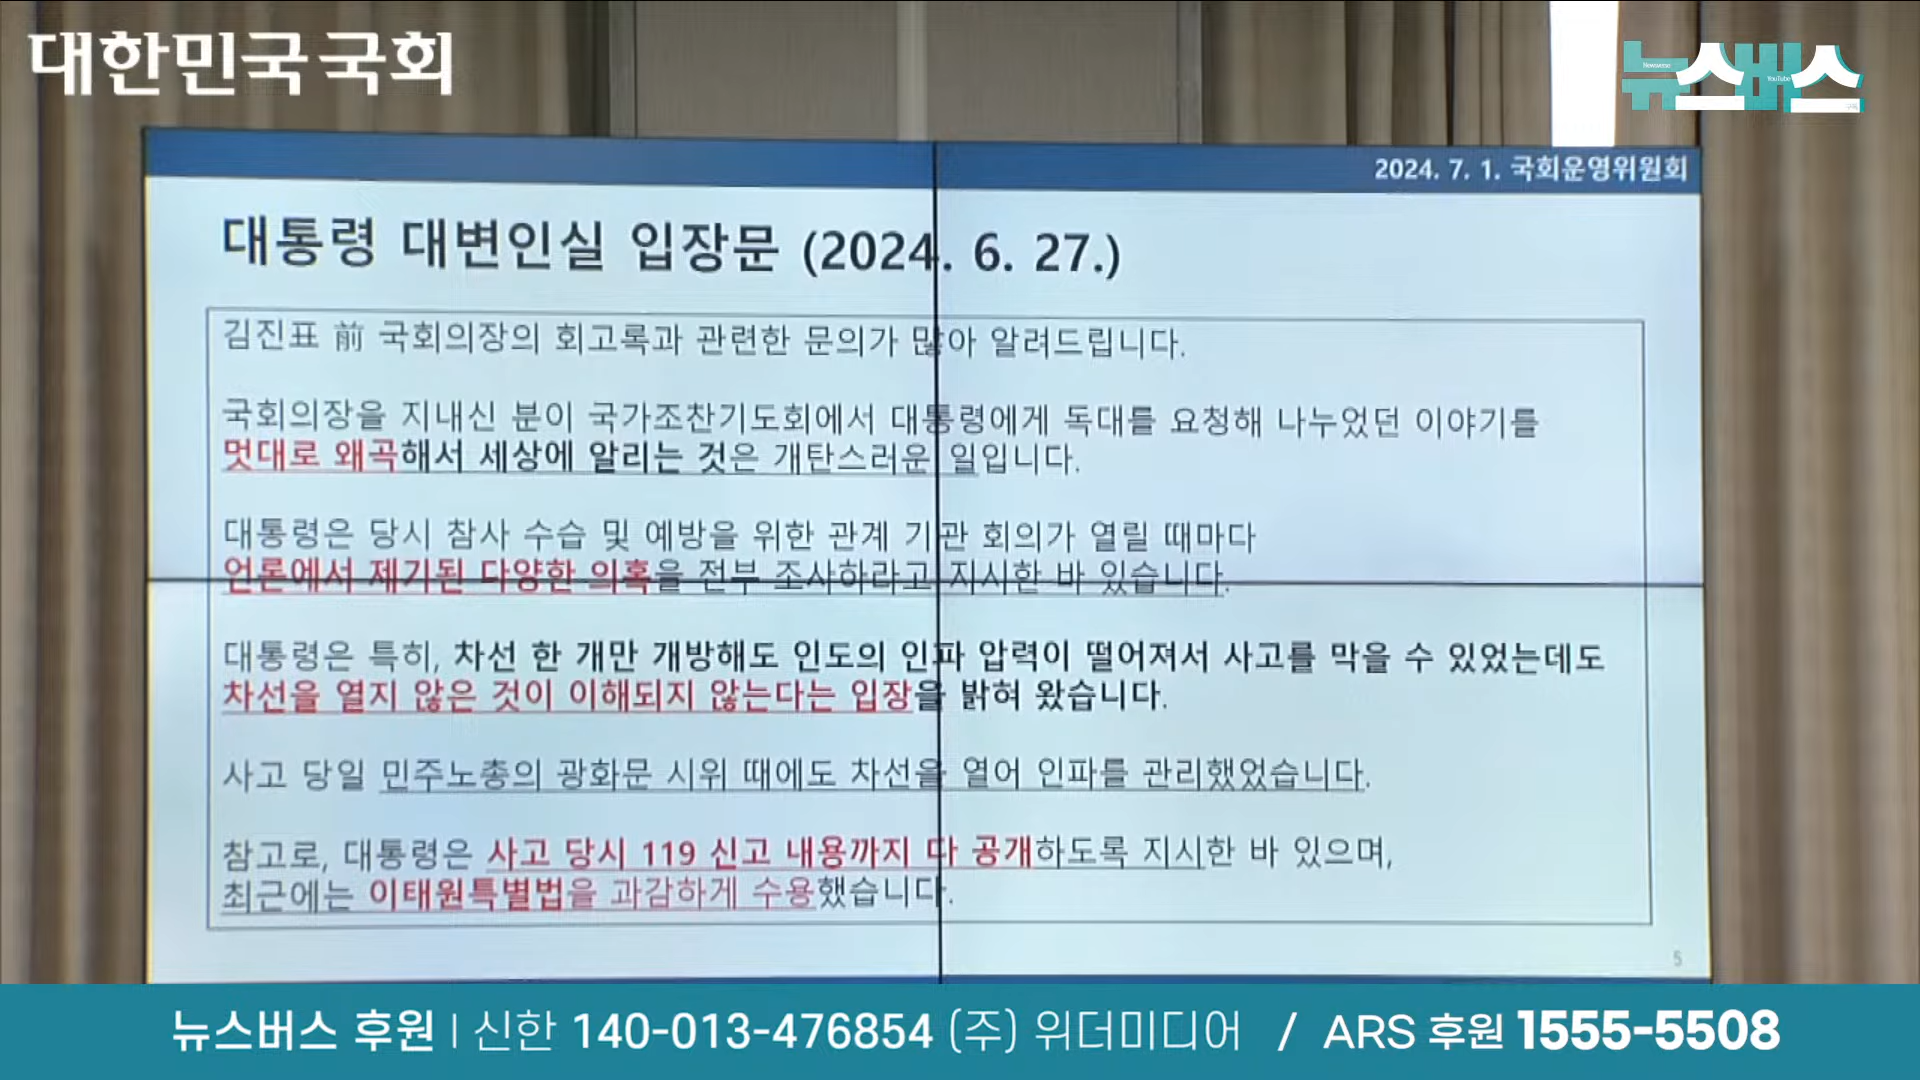 대한민국국회
뉴스버스
Newsverse
YouTube
2024. 7. 1. 국회운영위원회
대통령 대변인실 입장문 (2024. 6. 27.)
김진표 前 국회의장의 회고록과 관련한 문의가 많아 알려드립니다.
국회의장을 지내신 분이 국가조찬기도회에서 대통령에게 독대를 요청해 나누었던 이야기를
멋대로 왜곡해서 세상에 알리는 것은 개탄스러운 일입니다.
대통령은 당시 참사 수습 및 예방을 위한 관계 기관 회의가 열릴 때마다
언론에서 제기된 다양한 의혹을 전부 조사하라고 지시한 바 있습니다.
대통령은 특히, 차선 한 개만 개방해도 인도의 인파 압력이 떨어져서 사고를 막을 수 있었는데도
차선을 열지 않은 것이 이해되지 않는다는 입장을 밝혀 왔습니다.
사고 당일 민주노총의 광화문 시위 때에도 차선을 열어 인파를 관리했었습니다.
참고로, 대통령은 사고 당시 119 신고 내용까지 다 공개하도록 지시한 바 있으며,
최근에는 이태원특별법을 과감하게 수용했습니다.
5
뉴스버스 후원 | 신한 140-013-476854 (주) 위더미디어 / ARS 후원 1555-5508